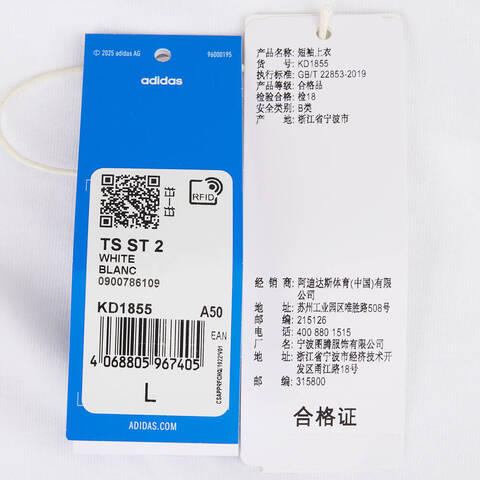 © 2025 adidas AG
96000195
adidas
扫一扫
RFID
TS ST 2
WHITE
BLANC
0900786109
KD1855 A50
EAN
4 068805 967405
L
ADIDAS.COM
产品名称: 短袖上衣
货 号: KD1855
执行标准: GB/T 22853-2019
产品等级: 合格品
检验合格: 检18
安全类别: B类
产 地: 浙江省宁波市
经 销 商: 阿迪达斯体育(中国)有限
公司
地 址: 苏州工业园区唯胜路508号
邮 编: 215126
电 话: 400 880 1515
厂 名: 宁波图腾服饰有限公司
地 址: 浙江省宁波市经济技术开
发区甬江路18号
邮 编: 315800
合格证